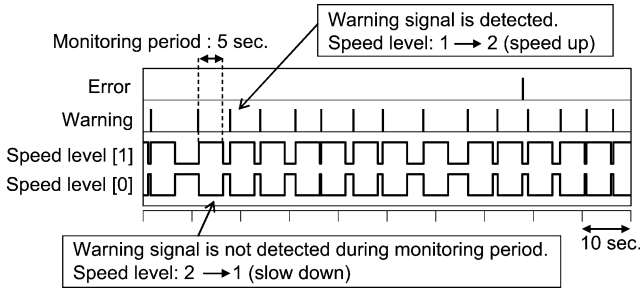 Warning signal is detected.
Speed level: 1 → 2 (speed up)
Monitoring period : 5 sec.
Error
Warning
Speed level [1]
Speed level [0]
10 sec.
Warning signal is not detected during monitoring period.
Speed level: 2 → 1 (slow down)